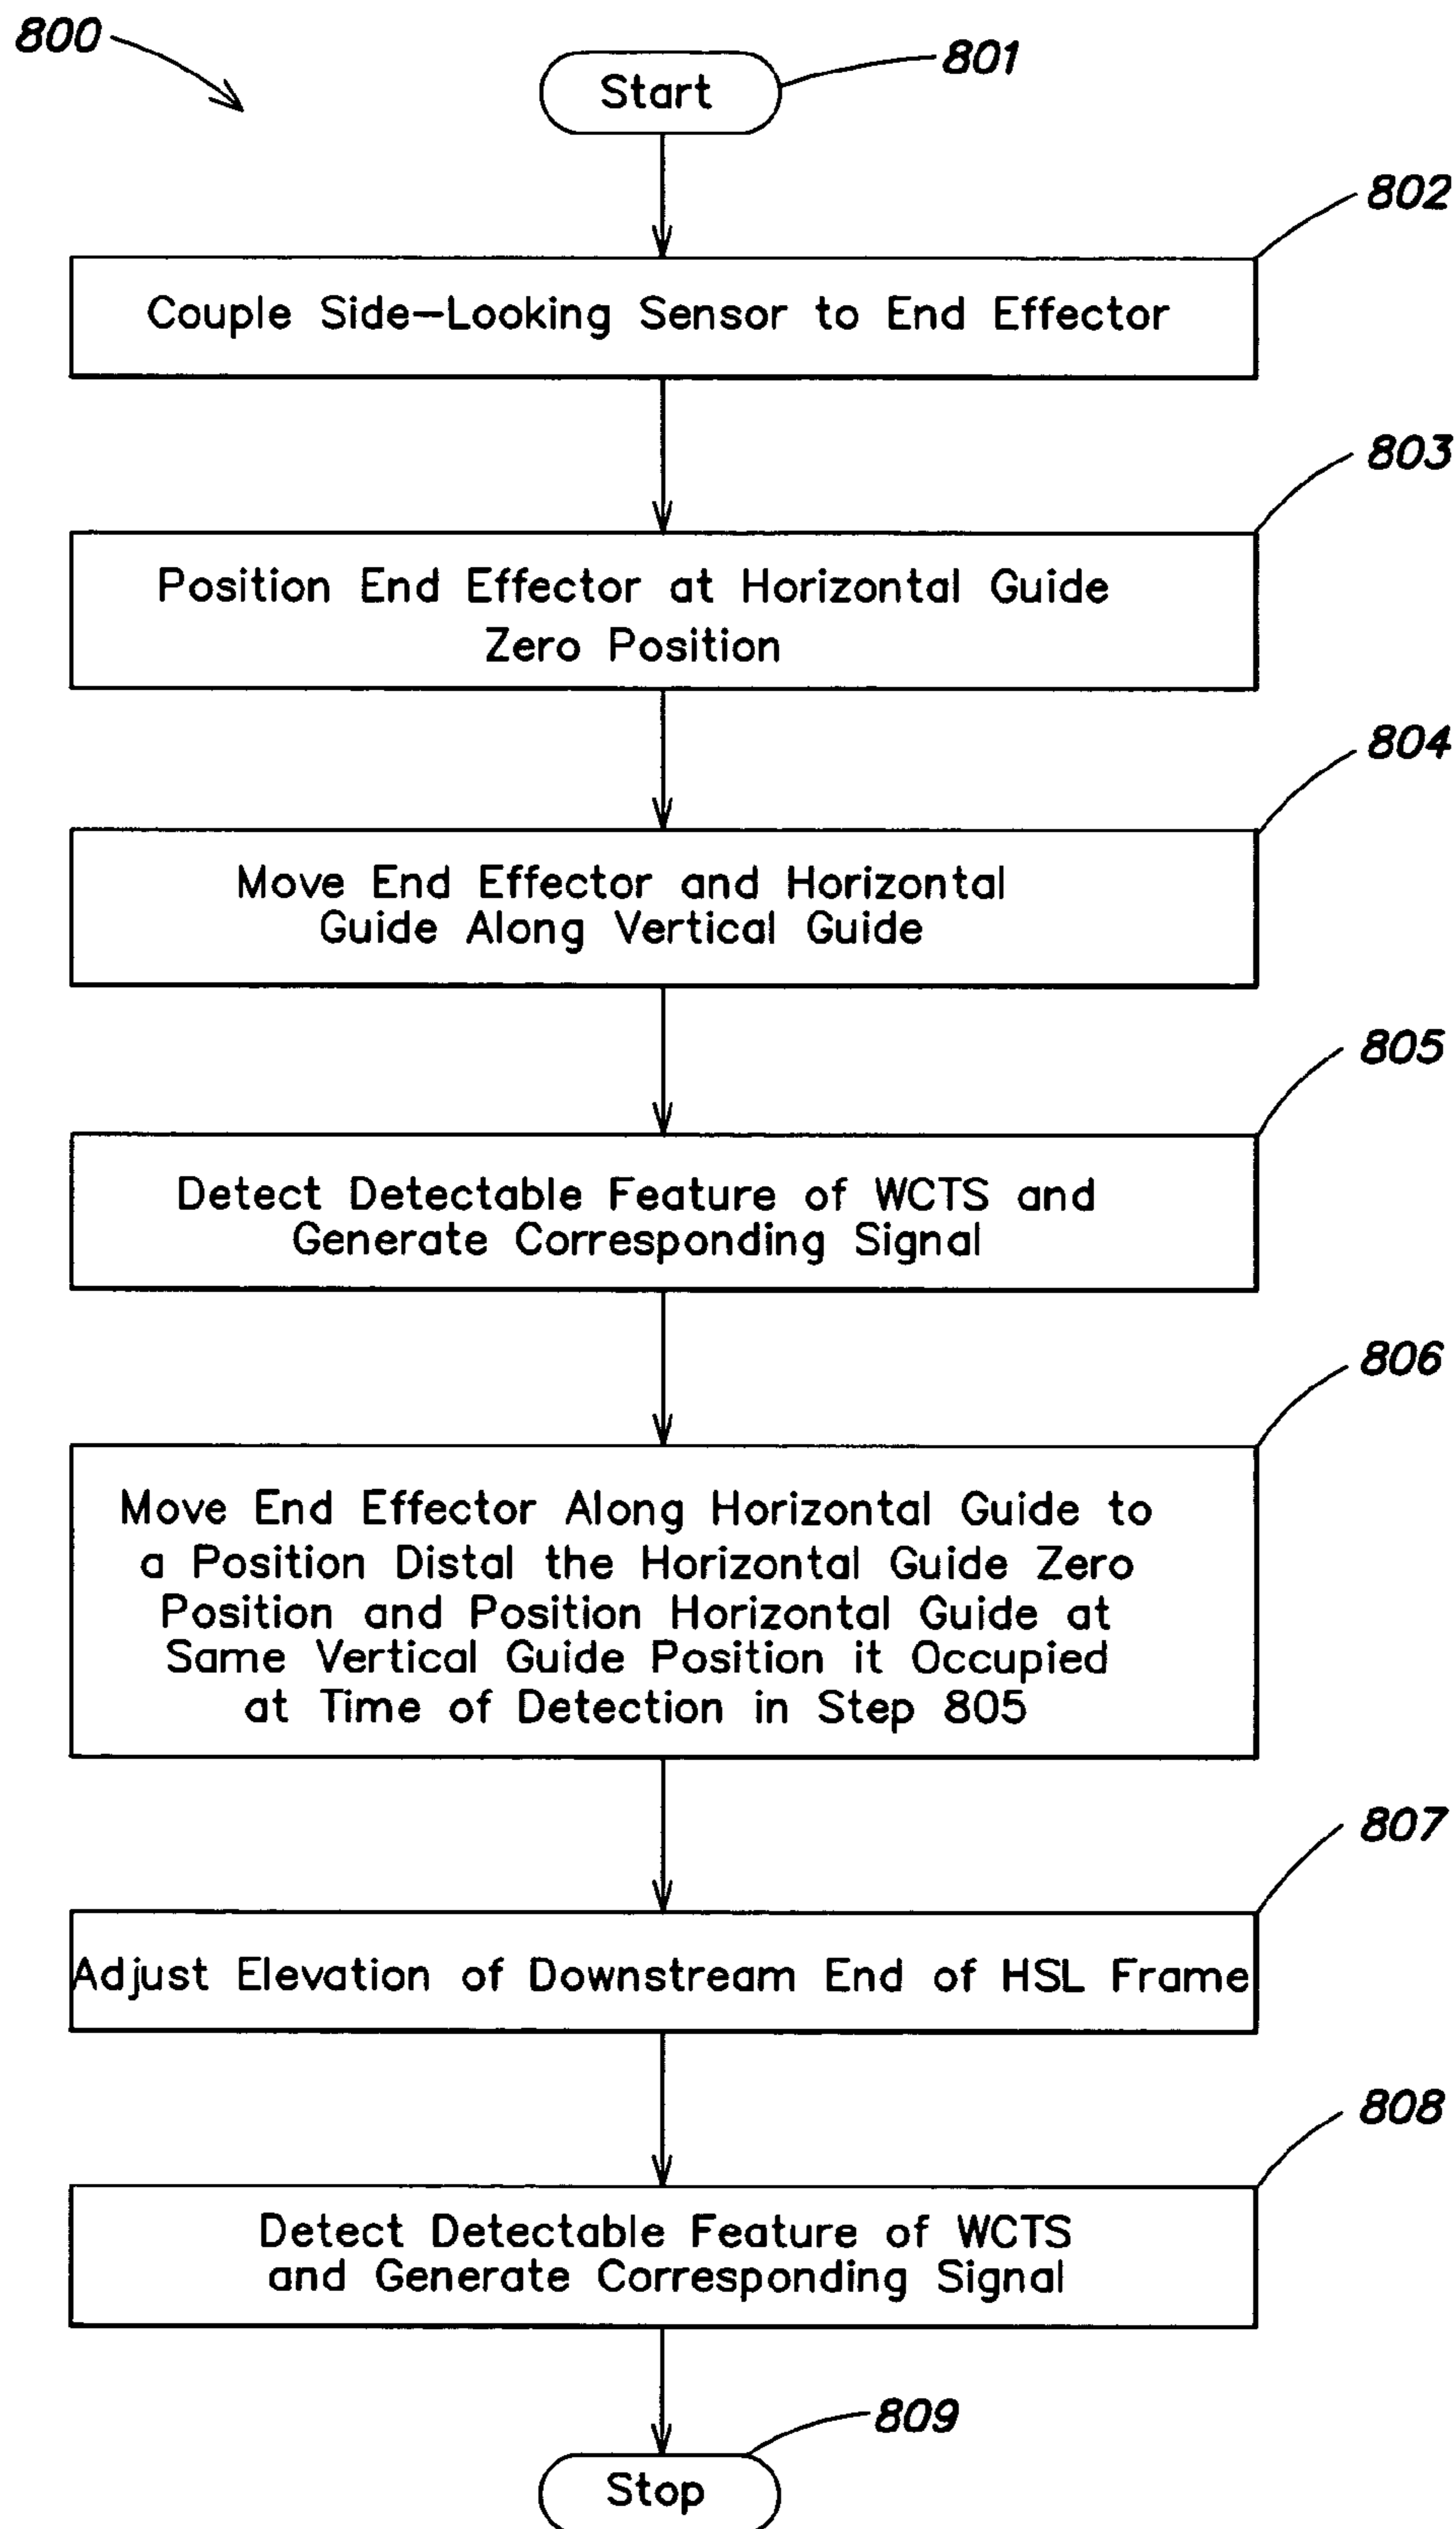 800
Start
801
802
Couple Side-Looking Sensor to End Effector
803
Position End Effector at Horizontal Guide
Zero Position
804
Move End Effector and Horizontal
Guide Along Vertical Guide
805
Detect Detectable Feature of WCTS and
Generate Corresponding Signal
806
Move End Effector Along Horizontal Guide to
a Position Distal the Horizontal Guide Zero
Position and Position Horizontal Guide at
Same Vertical Guide Position it Occupied
at Time of Detection in Step 805
807
Adjust Elevation of Downstream End of HSL Frame
808
Detect Detectable Feature of WCTS
and Generate Corresponding Signal
809
Stop